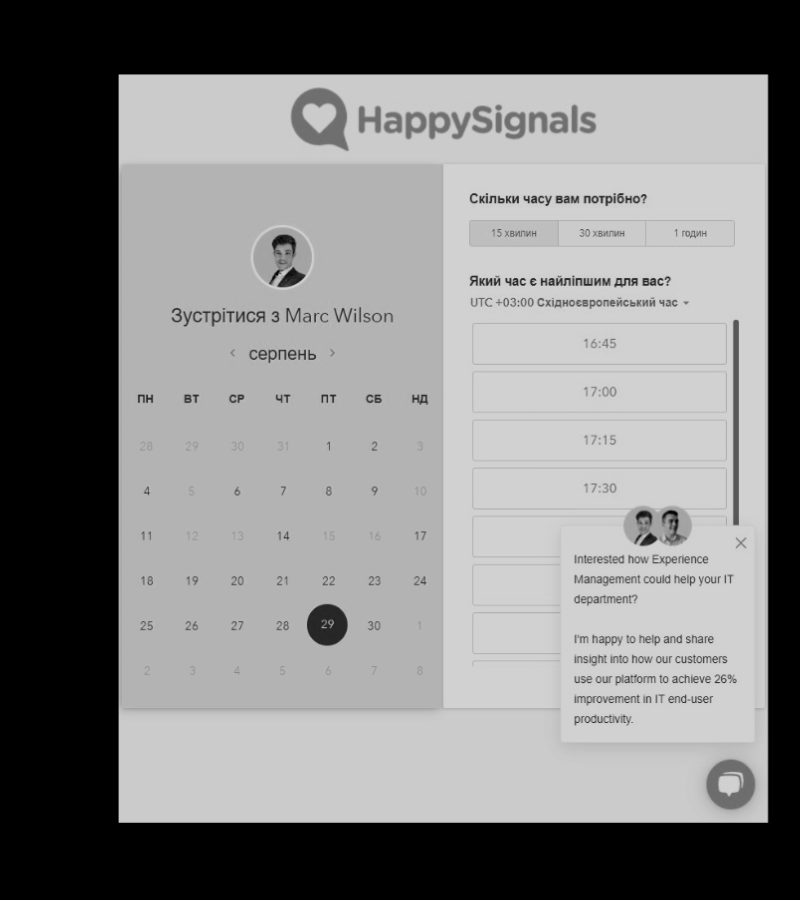 HappySignals
Зустрітися з Marc Wilson
серпень
ПН ВТ СР ЧТ ПТ СБ НД
28 29 30 31 1 2 3
4 5 6 7 8 9 10
11 12 13 14 15 16 17
18 19 20 21 22 23 24
25 26 27 28 29 30 1
2 3 4 5 6 7 8
Скільки часу вам потрібно?
15 хвилин 30 хвилин 1 годин
Який час є найліпшим для вас?
UTC +03:00 Східноєвропейський час
16:45
17:00
17:15
17:30
Interested how Experience
Management could help your IT
department?
I'm happy to help and share
insight into how our customers
use our platform to achieve 26%
improvement in IT end-user
productivity.